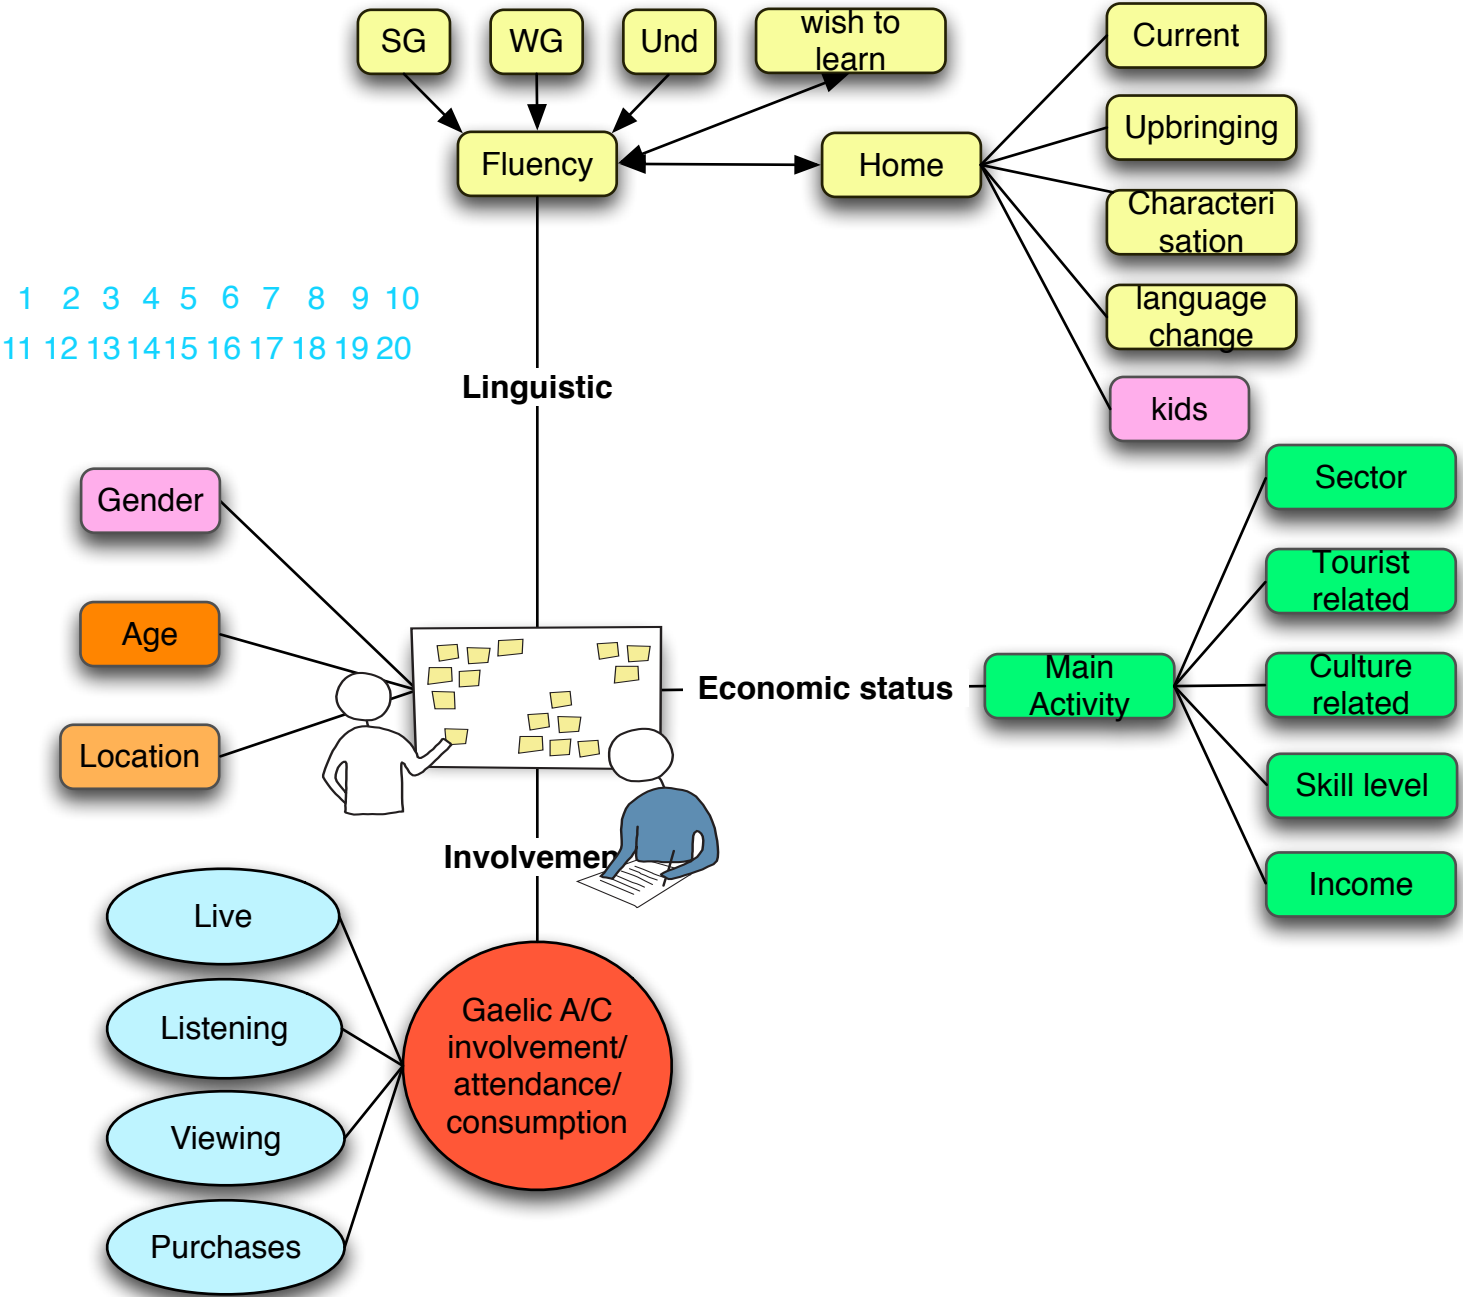 SG
WG
Und
wish to
learn
Current
Fluency
Home
Upbringing
Characteri
sation
language
change
kids
1 2 3 4 5 6 7 8 9 10
11 12 13 14 15 16 17 18 19 20
Linguistic
Gender
Age
Location
Economic status
Main
Activity
Sector
Tourist
related
Culture
related
Skill level
Income
Involvemen
Live
Listening
Viewing
Purchases
Gaelic A/C
involvement/
attendance/
consumption